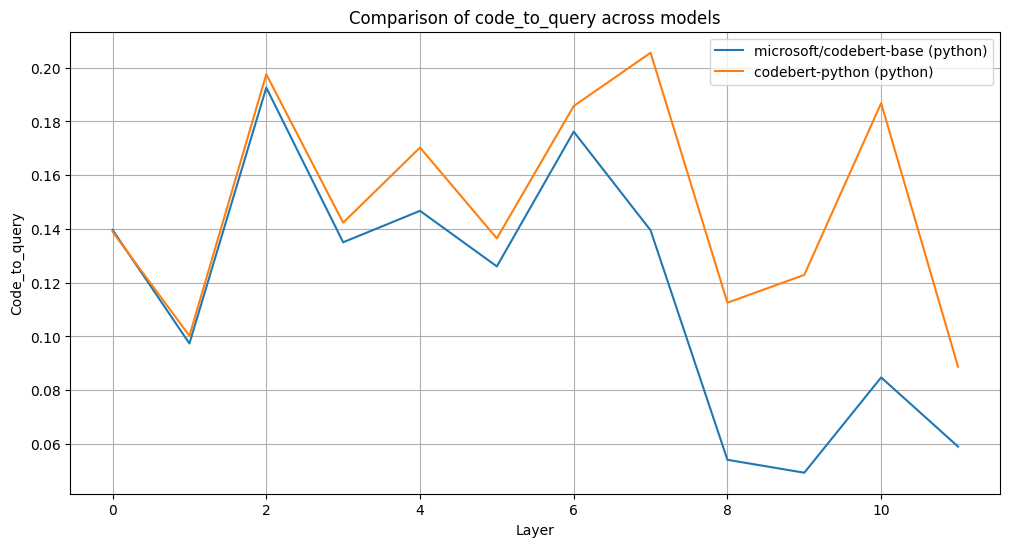 Comparison of code_to_query across models
microsoft/codebert-base (python)
codebert-python (python)
Code_to_query
0.20
0.18
0.16
0.14
0.12
0.10
0.08
0.06
0 2 4 6 8 10
Layer